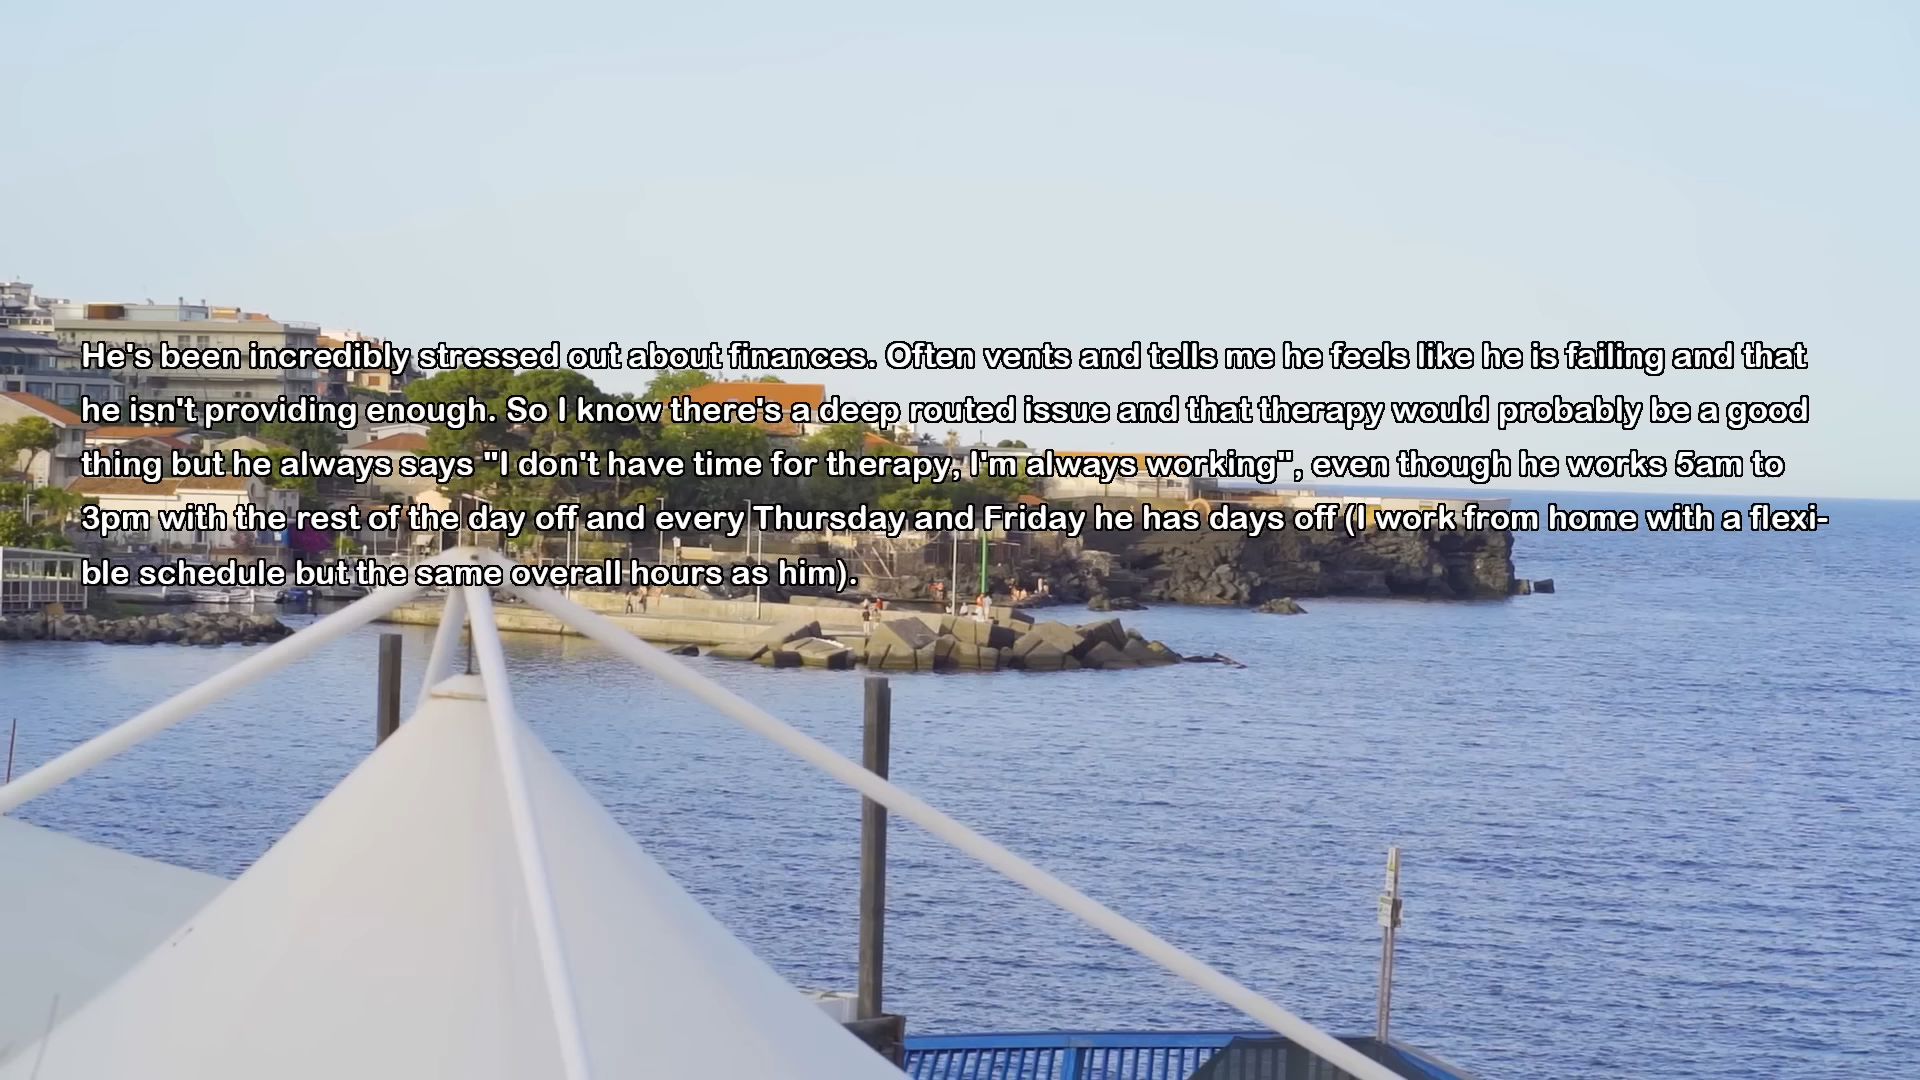 He's been incredibly stressed out about finances. Often vents and tells me he feels like he is failing and that
he isn't providing enough. So I know there's a deep routed issue and that therapy would probably be a good
thing but he always says "I don't have time for therapy, I'm always working", even though he works 5am to
3pm with the rest of the day off and every Thursday and Friday he has days off (I work from home with a flexi-
ble schedule but the same overall hours as him).